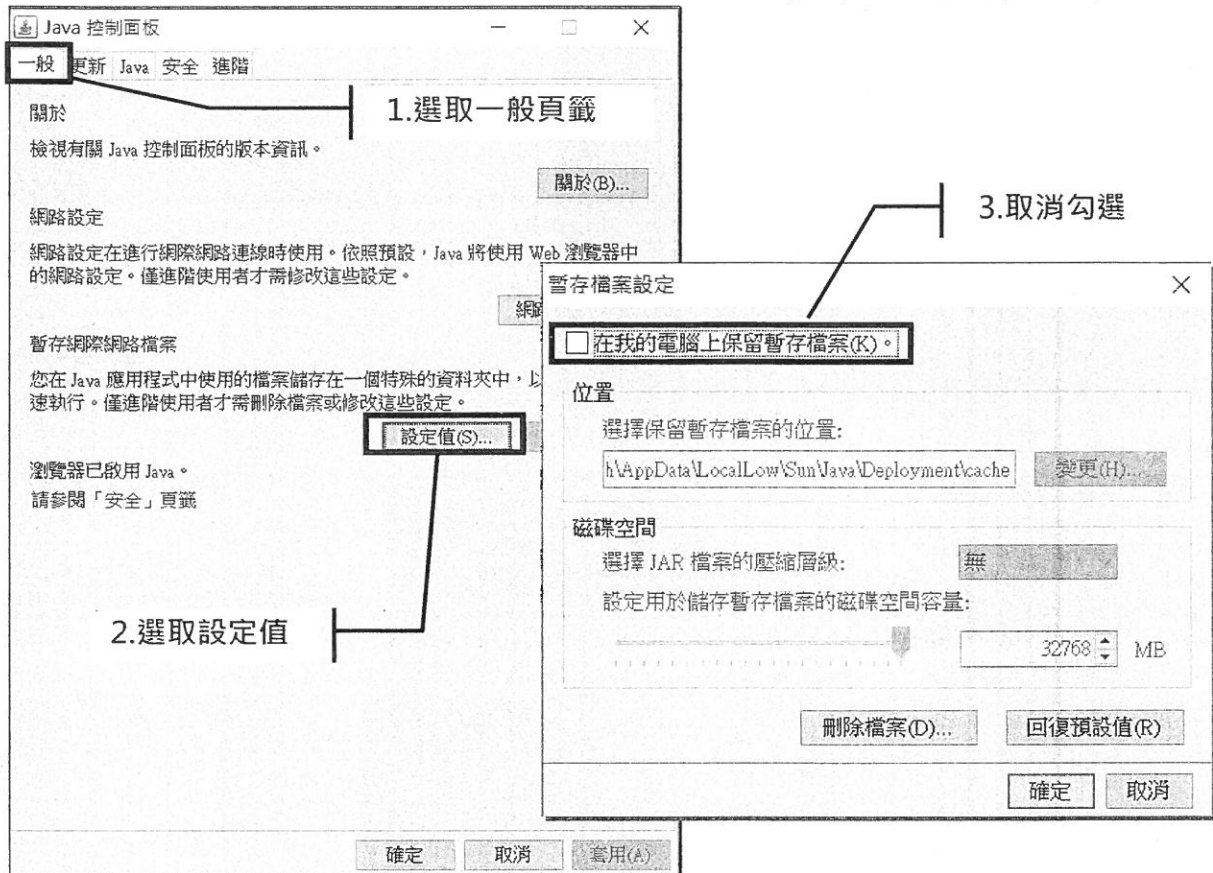 Java 控制面板
一般 更新 Java 安全 進階
1.選取一般頁籤
關於
檢視有關 Java 控制面板的版本資訊。
關於(B)...
網路設定
網路設定在進行網際網路連線時使用。依照預設，Java 將使用 Web 瀏覽器中
的網路設定。僅進階使用者才需修改這些設定。
網路
暫存網際網路檔案
您在 Java 應用程式中使用的檔案儲存在一個特殊的資料夾中，以
速執行。僅進階使用者才需刪除檔案或修改這些設定。
設定值(S)...
瀏覽器已啟用 Java。
請參閱「安全」頁籤
2.選取設定值
確定 取消 套用(A)
3.取消勾選
暫存檔案設定
在我的電腦上保留暫存檔案(K)。
位置
選擇保留暫存檔案的位置:
h\AppData\LocalLow\Sun\Java\Deployment\cache 變更(H)...
磁碟空間
選擇 JAR 檔案的壓縮層級: 無
設定用於儲存暫存檔案的磁碟空間容量:
32768 MB
刪除檔案(D)... 回復預設值(R)
確定 取消